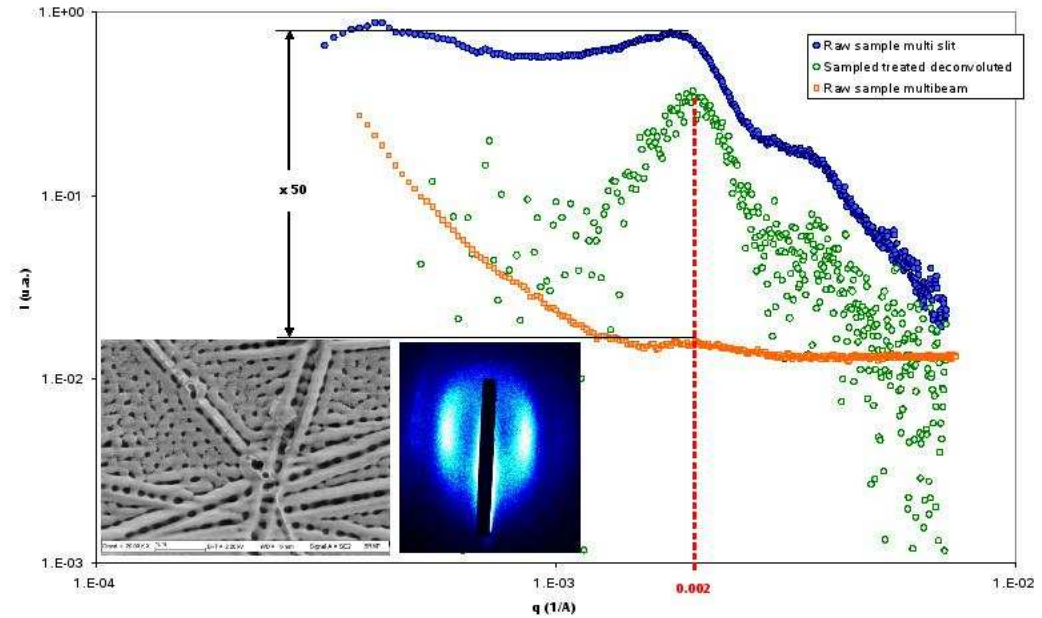 1.E+00
Raw sample multi slit
Sampled treated deconvoluted
Raw sample multibeam
1.E-01
x 50
I (u.a.)
1.E-02
1.E-03
1.E-04
1.E-03
0.002
1.E-02
q (1/A)